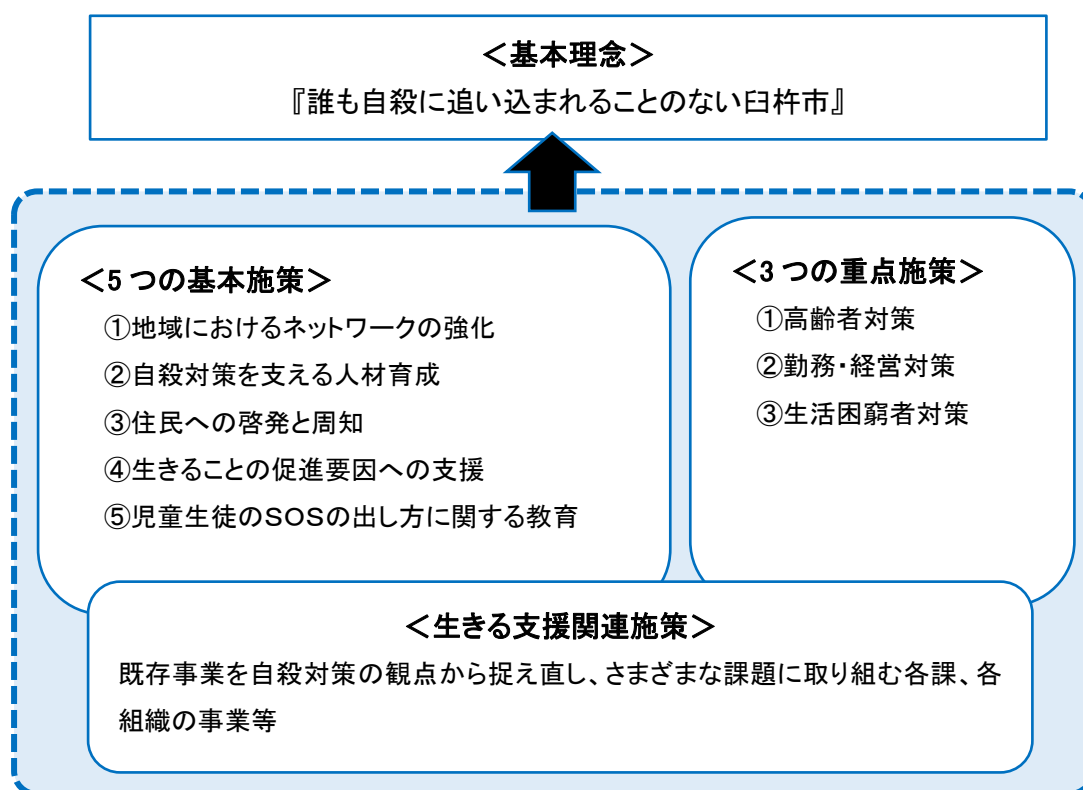 ＜基本理念＞
『誰も自殺に追い込まれることのない臼杵市』
＜5 つの基本施策＞
①地域におけるネットワークの強化
②自殺対策を支える人材育成
③住民への啓発と周知
④生きることの促進要因への支援
⑤児童生徒のSOSの出し方に関する教育
＜3 つの重点施策＞
①高齢者対策
②勤務・経営対策
③生活困窮者対策
＜生きる支援関連施策＞
既存事業を自殺対策の観点から捉え直し、さまざまな課題に取り組む各課、各
組織の事業等